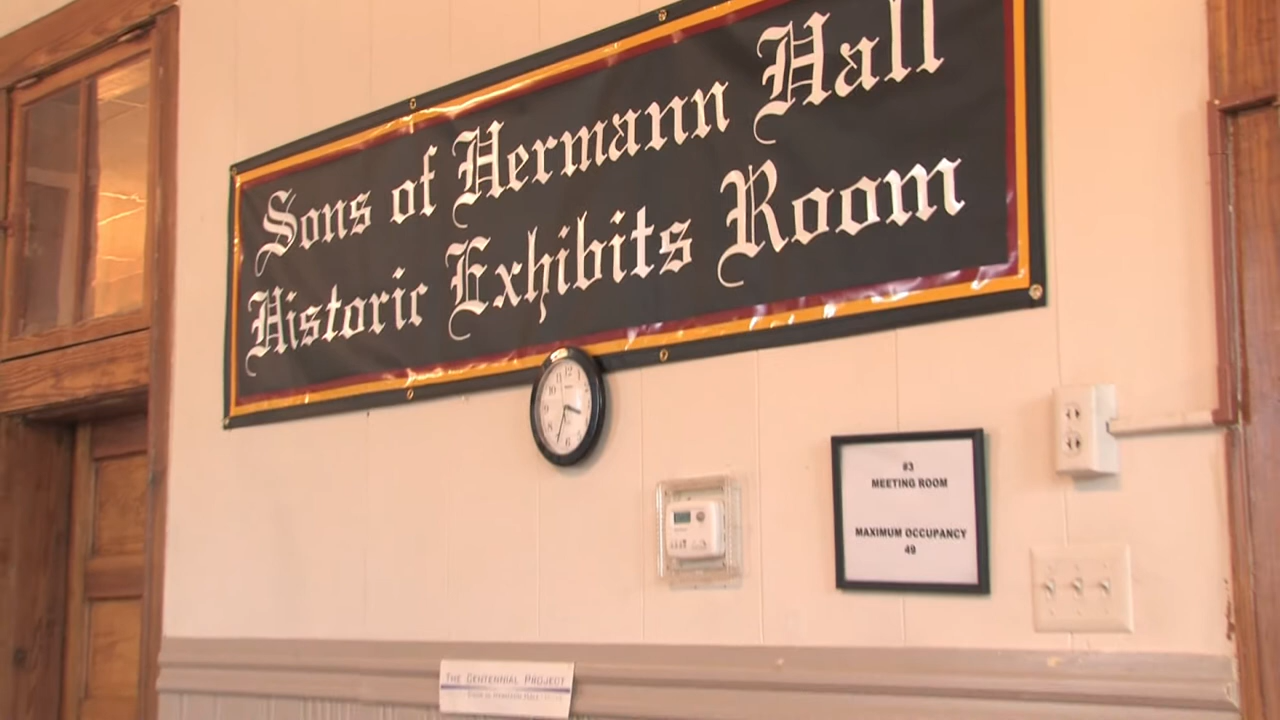 Sons of Hermann Hall
Historic Exhibits Room
#3
MEETING ROOM
MAXIMUM OCCUPANCY
49
THE CENTENNIAL PROJECT